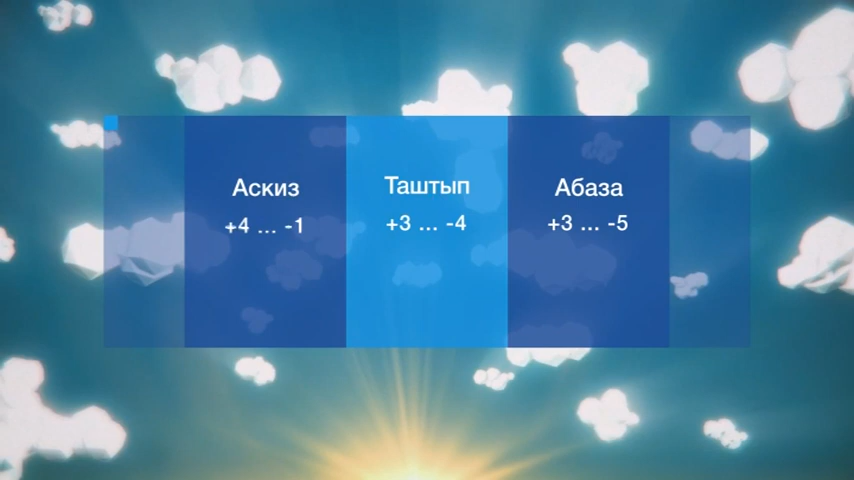 Аскиз
+4 ... -1
Таштып
+3 ... -4
Абаза
+3 ... -5